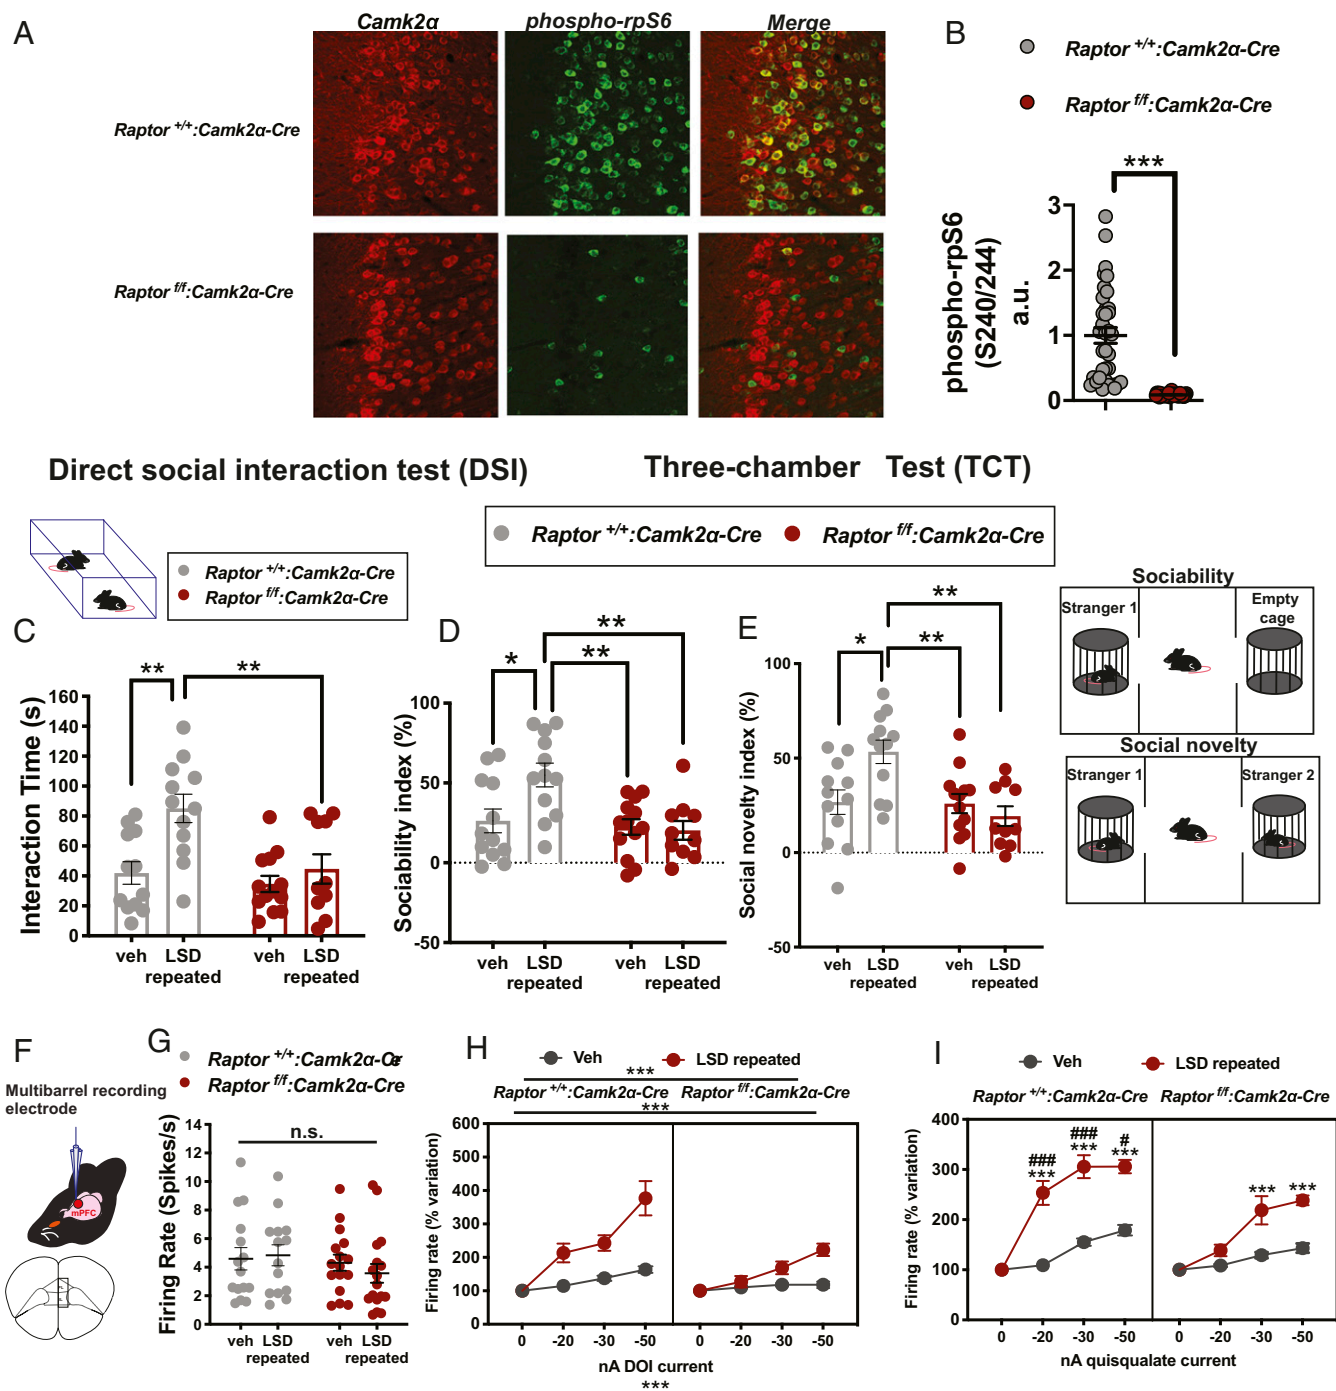 A
Camk2α
phospho-rpS6
Merge
Raptor +/+:Camk2α-Cre
Raptor f/f:Camk2α-Cre
B
Raptor +/+:Camk2α-Cre
Raptor f/f:Camk2α-Cre
***
phospho-rpS6
(S240/244)
a.u.
3
2
1
0
Direct social interaction test (DSI)
Three-chamber Test (TCT)
Raptor +/+:Camk2α-Cre
Raptor f/f:Camk2α-Cre
Raptor +/+:Camk2α-Cre
Raptor f/f:Camk2α-Cre
C
**
**
Interaction Time (s)
160
140
120
100
80
60
40
20
0
veh
LSD
repeated
veh
LSD
repeated
D
*
**
**
Sociability index (%)
100
50
0
-50
veh
LSD
repeated
veh
LSD
repeated
E
*
**
**
Social novelty index (%)
100
50
0
-50
veh
LSD
repeated
veh
LSD
repeated
Sociability
Stranger 1
Empty
cage
Social novelty
Stranger 1
Stranger 2
F
Multibarrel recording
electrode
mPFC
G
Raptor +/+:Camk2α-Cre
Raptor f/f:Camk2α-Cre
n.s.
Firing Rate (Spikes/s)
14
12
10
8
6
4
2
0
veh
LSD
repeated
veh
LSD
repeated
H
Veh
LSD repeated
***
Raptor +/+:Camk2α-Cre
Raptor f/f:Camk2α-Cre
***
Firing rate (% variation)
600
500
400
300
200
100
0
0 -20 -30 -50
0 -20 -30 -50
nA DOI current
***
I
Veh
LSD repeated
Raptor +/+:Camk2α-Cre
Raptor f/f:Camk2α-Cre
Firing rate (% variation)
400
300
200
100
0
###
***
###
***
#
***
***
***
0 -20 -30 -50
0 -20 -30 -50
nA quisqualate current